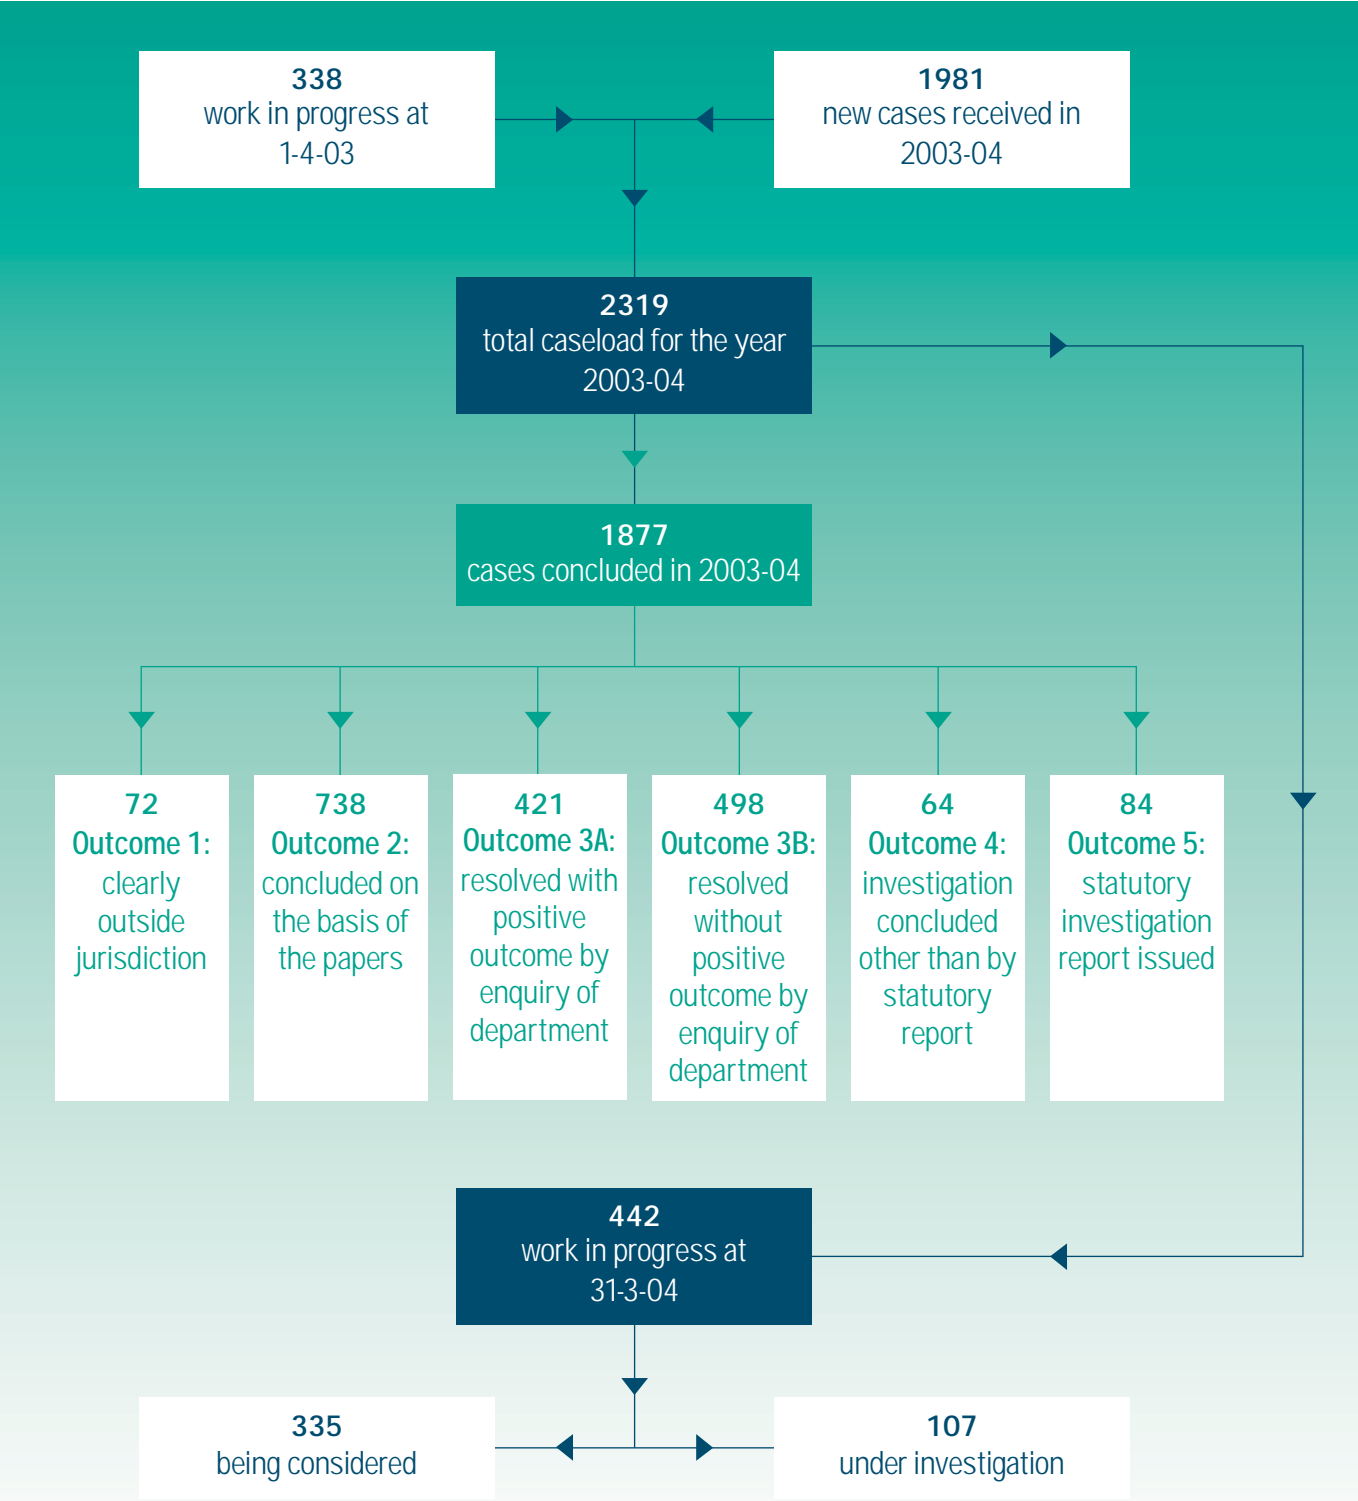 338
work in progress at
1-4-03
1981
new cases received in
2003-04
2319
total caseload for the year
2003-04
1877
cases concluded in 2003-04
72
Outcome 1:
clearly
outside
jurisdiction
738
Outcome 2:
concluded on
the basis of
the papers
421
Outcome 3A:
resolved with
positive
outcome by
enquiry of
department
498
Outcome 3B:
resolved
without
positive
outcome by
enquiry of
department
64
Outcome 4:
investigation
concluded
other than by
statutory
report
84
Outcome 5:
statutory
investigation
report issued
442
work in progress at
31-3-04
335
being considered
107
under investigation